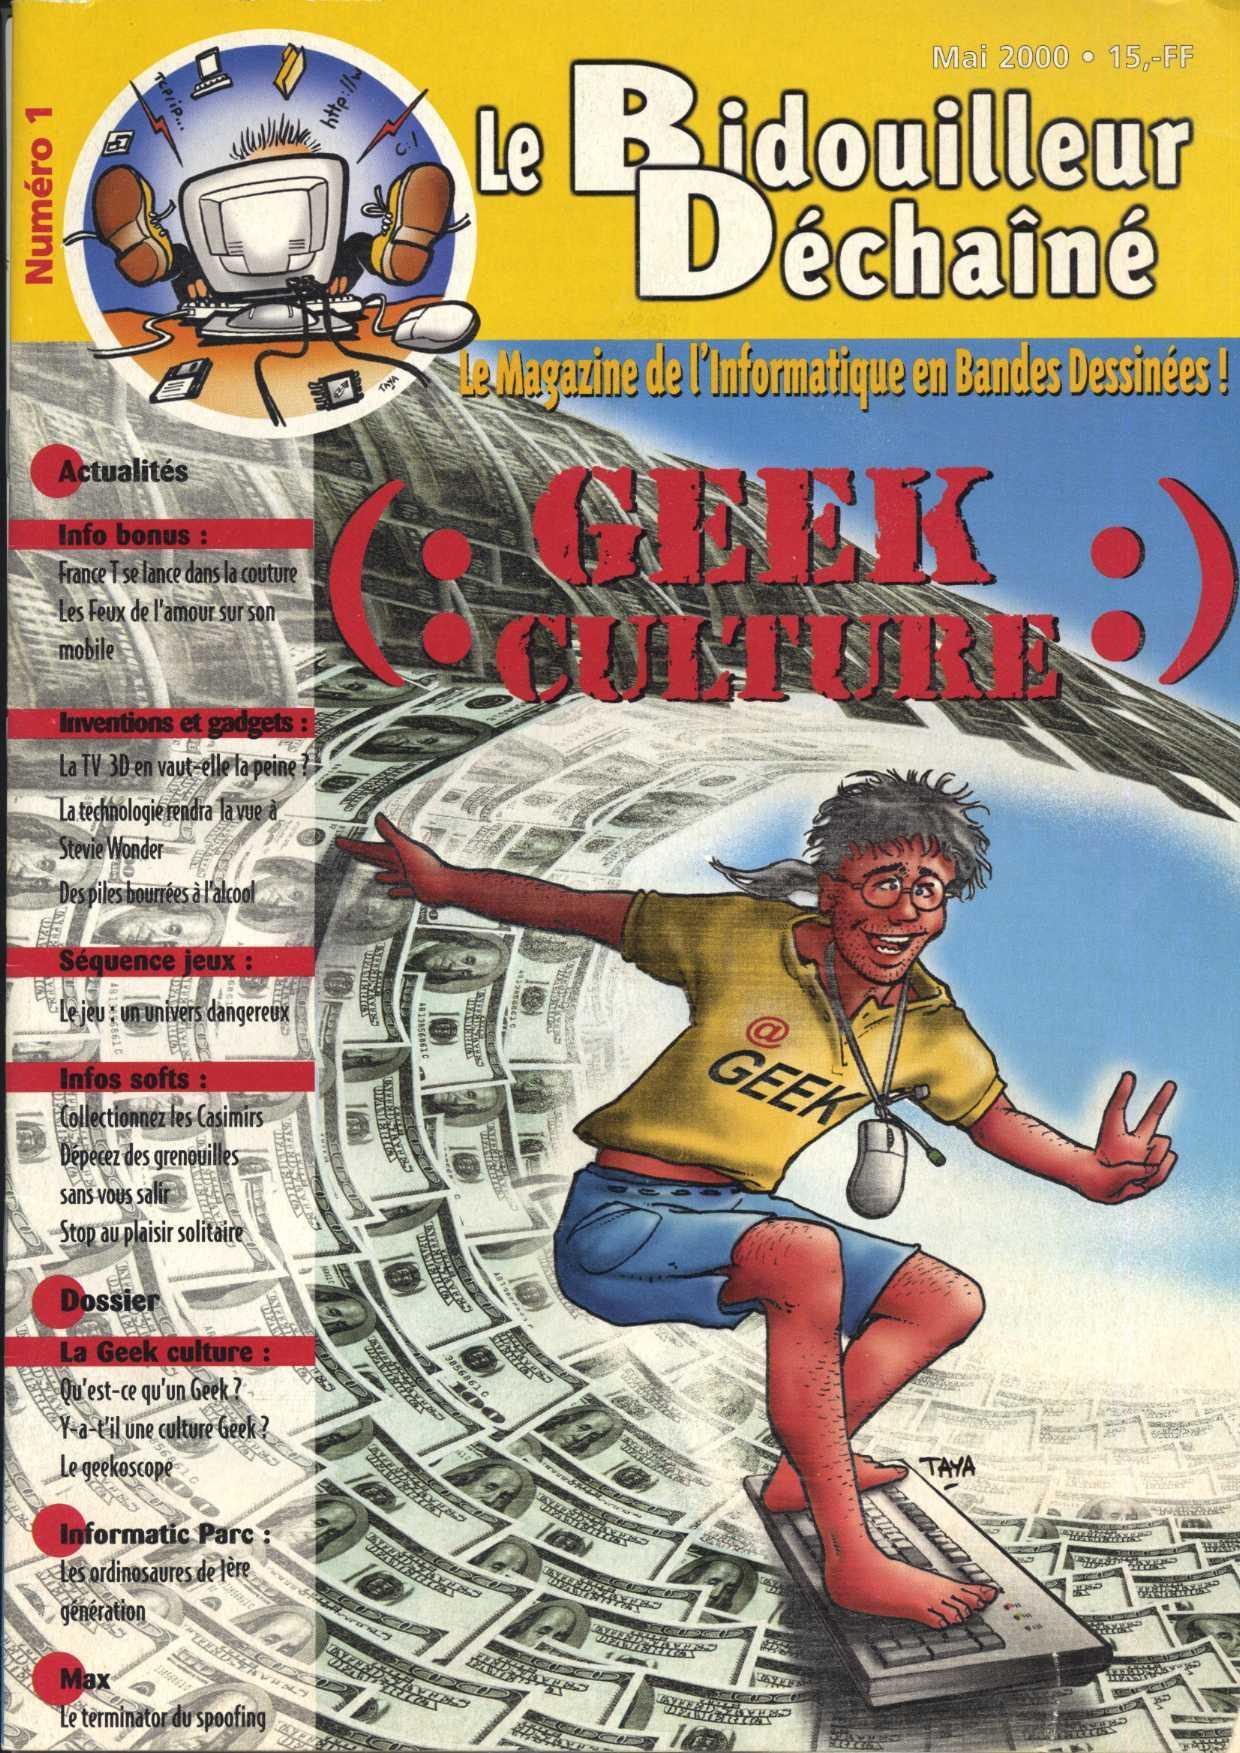 Mai 2000 • 15,-FF
Numéro 1
TCP/IP...
http://w
C:/
TAYA
Le Bidouilleur
Déchaîné
Le Magazine de l'Informatique en Bandes Dessinées !
(: GEEK :)
CULTURE
Actualités
Info bonus :
France T se lance dans la couture
Les Feux de l'amour sur son
mobile
Inventions et gadgets :
La TV 3D en vaut-elle la peine ?
La technologie rendra la vue à
Stevie Wonder
Des piles bourrées à l'alcool
Séquence jeux :
Le jeu : un univers dangereux
Infos softs :
Collectionnez les Casimirs
Dépecez des grenouilles
sans vous salir
Stop au plaisir solitaire
Dossier
La Geek culture :
Qu'est-ce qu'un Geek ?
Y-a-t'il une culture Geek ?
Le geekoscope
Informatic Parc :
Les ordinosaures de 1ère
génération
Max
Le terminator du spoofing
@
GEEK
TAYA